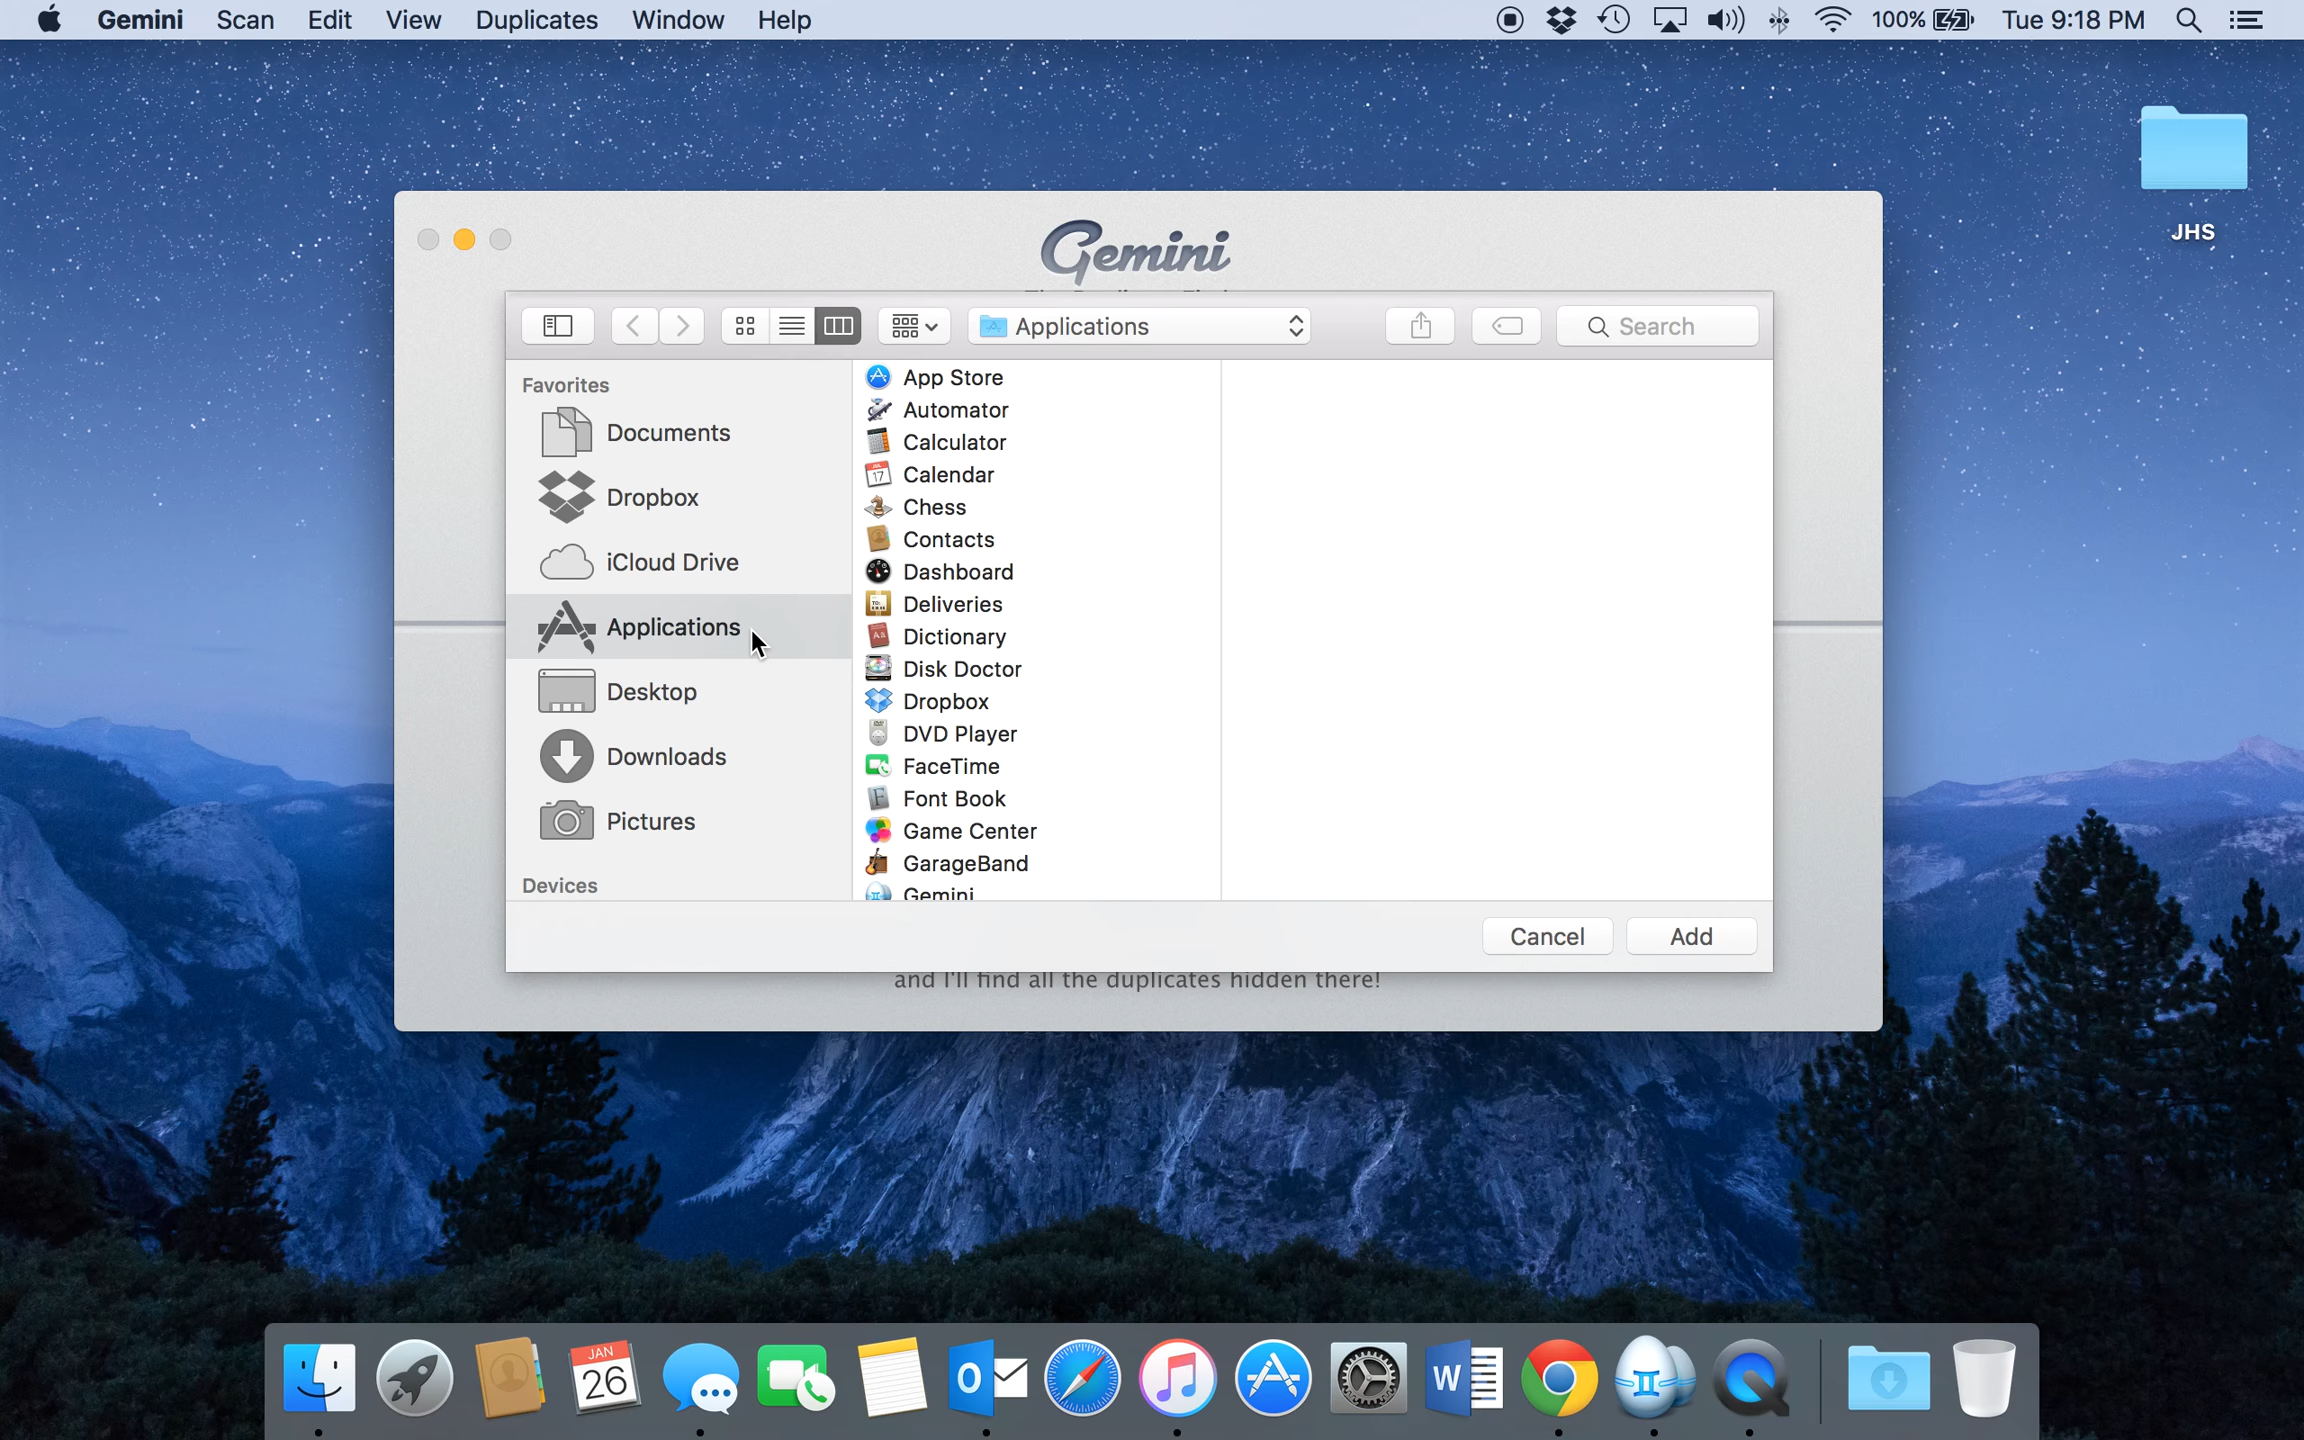 Gemini Scan Edit View Duplicates Window Help 100% Tue 9:18 PM
JHS
Gemini
Applications
Search
Favorites
Documents
Dropbox
iCloud Drive
Applications
Desktop
Downloads
Pictures
Devices
App Store
Automator
Calculator
Calendar
Chess
Contacts
Dashboard
Deliveries
Dictionary
Disk Doctor
Dropbox
DVD Player
FaceTime
Font Book
Game Center
GarageBand
Gemini
Cancel Add
and I'll find all the duplicates hidden there!
JAN
26